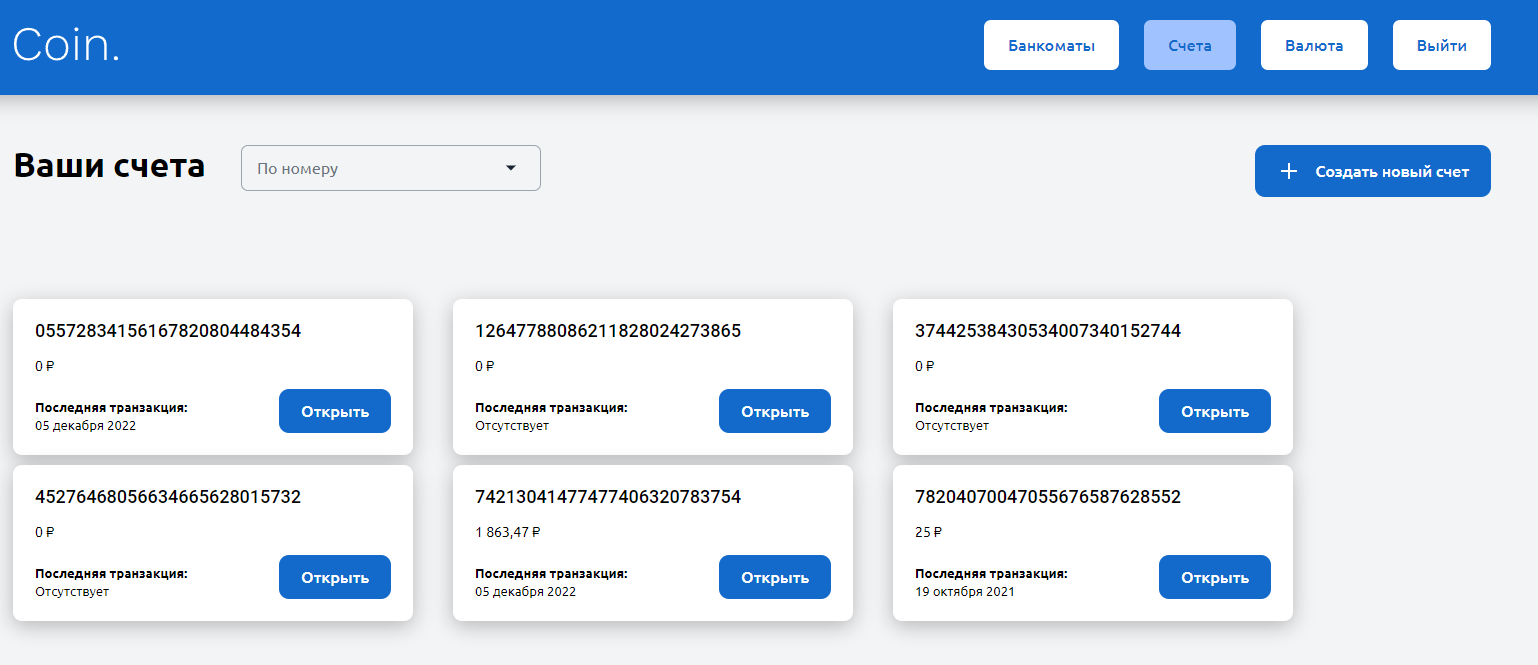 Coin.
Банкоматы
Счета
Валюта
Выйти
Ваши счета
По номеру
Создать новый счет
05572834156167820804484354
0 ₽
Последняя транзакция:
05 декабря 2022
Открыть
12647788086211828024273865
0 ₽
Последняя транзакция:
Отсутствует
Открыть
37442538430534007340152744
0 ₽
Последняя транзакция:
Отсутствует
Открыть
45276468056634665628015732
0 ₽
Последняя транзакция:
Отсутствует
Открыть
74213041477477406320783754
1 863,47 ₽
Последняя транзакция:
05 декабря 2022
Открыть
78204070047055676587628552
25 ₽
Последняя транзакция:
19 октября 2021
Открыть